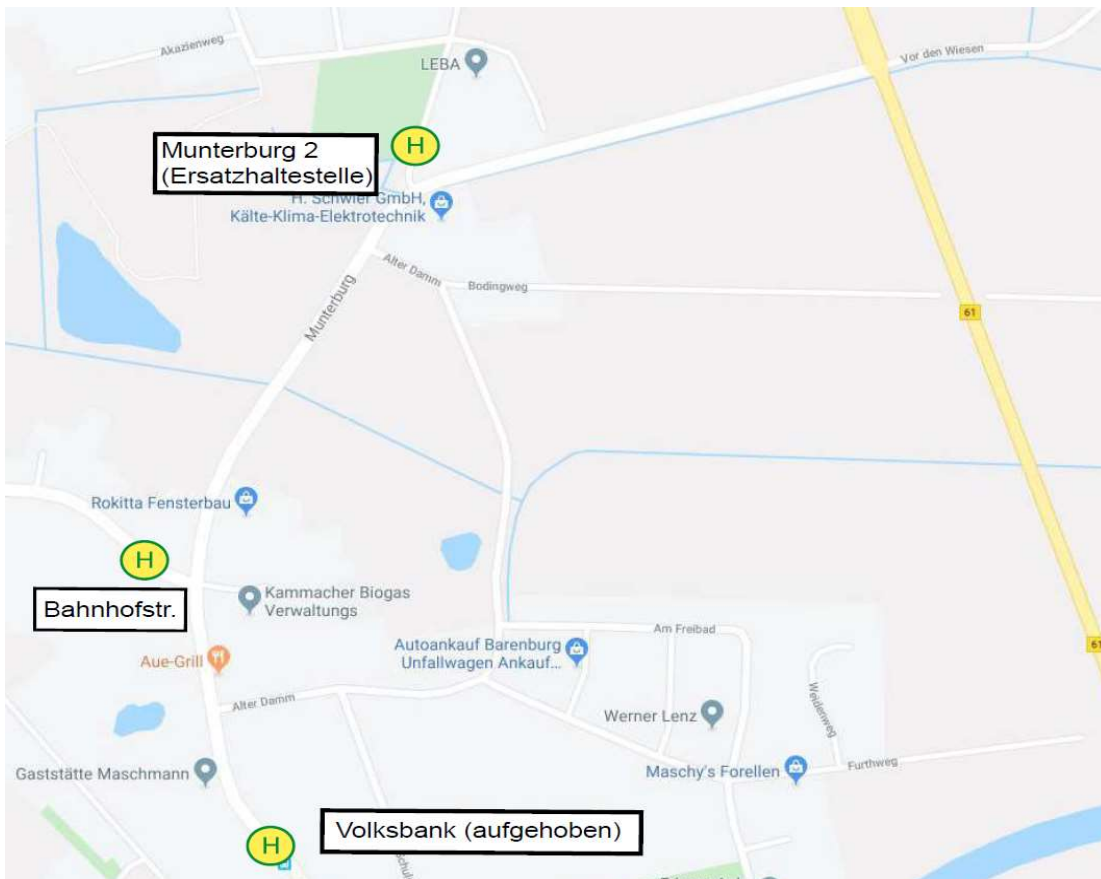 Akazienweg
LEBA
Vor den Wiesen
H
Munterburg 2
(Ersatzhaltestelle)
H. Schwier GmbH,
Kälte-Klima-Elektrotechnik
Alter Damm
Bodingweg
Munterburg
61
Rokitta Fensterbau
H
Bahnhofstr.
Kammacher Biogas
Verwaltungs
Am Freibad
Autoankauf Barenburg
Unfallwagen Ankauf...
61
Aue-Grill
Alter Damm
Werner Lenz
Weidenweg
Gaststätte Maschmann
Maschy's Forellen
Furthweg
H
Volksbank (aufgehoben)